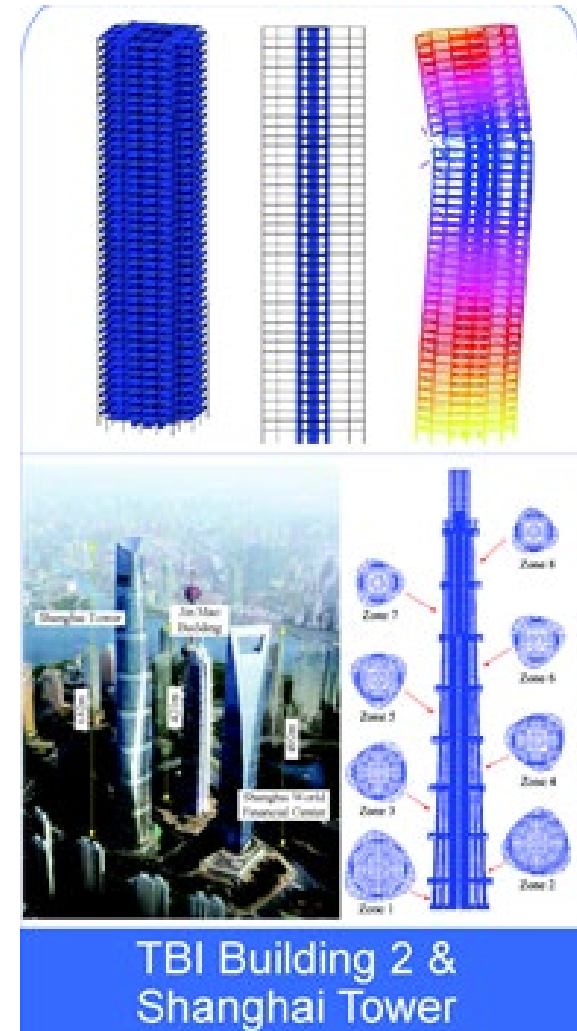 Shanghai Tower
Jin Mao
Building
Shanghai World
Financial Center
Zone 8
Zone 7
Zone 6
Zone 5
Zone 4
Zone 3
Zone 2
Zone 1
TBI Building 2 &
Shanghai Tower